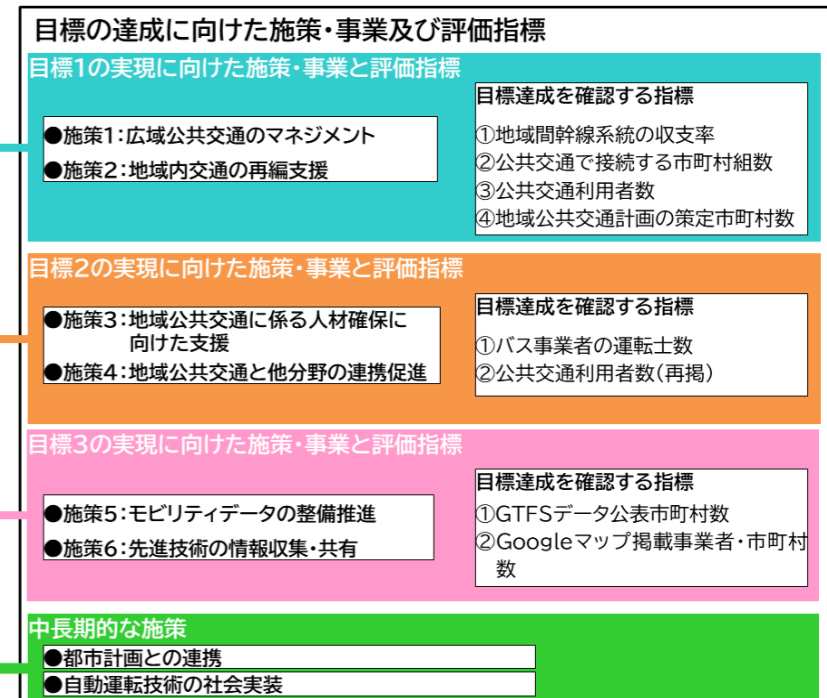 目標の達成に向けた施策・事業及び評価指標
目標1の実現に向けた施策・事業と評価指標
●施策1：広域公共交通のマネジメント
●施策2：地域内交通の再編支援
目標達成を確認する指標
①地域間幹線系統の収支率
②公共交通で接続する市町村組数
③公共交通利用者数
④地域公共交通計画の策定市町村数
目標2の実現に向けた施策・事業と評価指標
●施策3：地域公共交通に係る人材確保に
向けた支援
●施策4：地域公共交通と他分野の連携促進
目標達成を確認する指標
①バス事業者の運転士数
②公共交通利用者数（再掲）
目標3の実現に向けた施策・事業と評価指標
●施策5：モビリティデータの整備推進
●施策6：先進技術の情報収集・共有
目標達成を確認する指標
①GTFSデータ公表市町村数
②Googleマップ掲載事業者・市町村
数
中長期的な施策
●都市計画との連携
●自動運転技術の社会実装